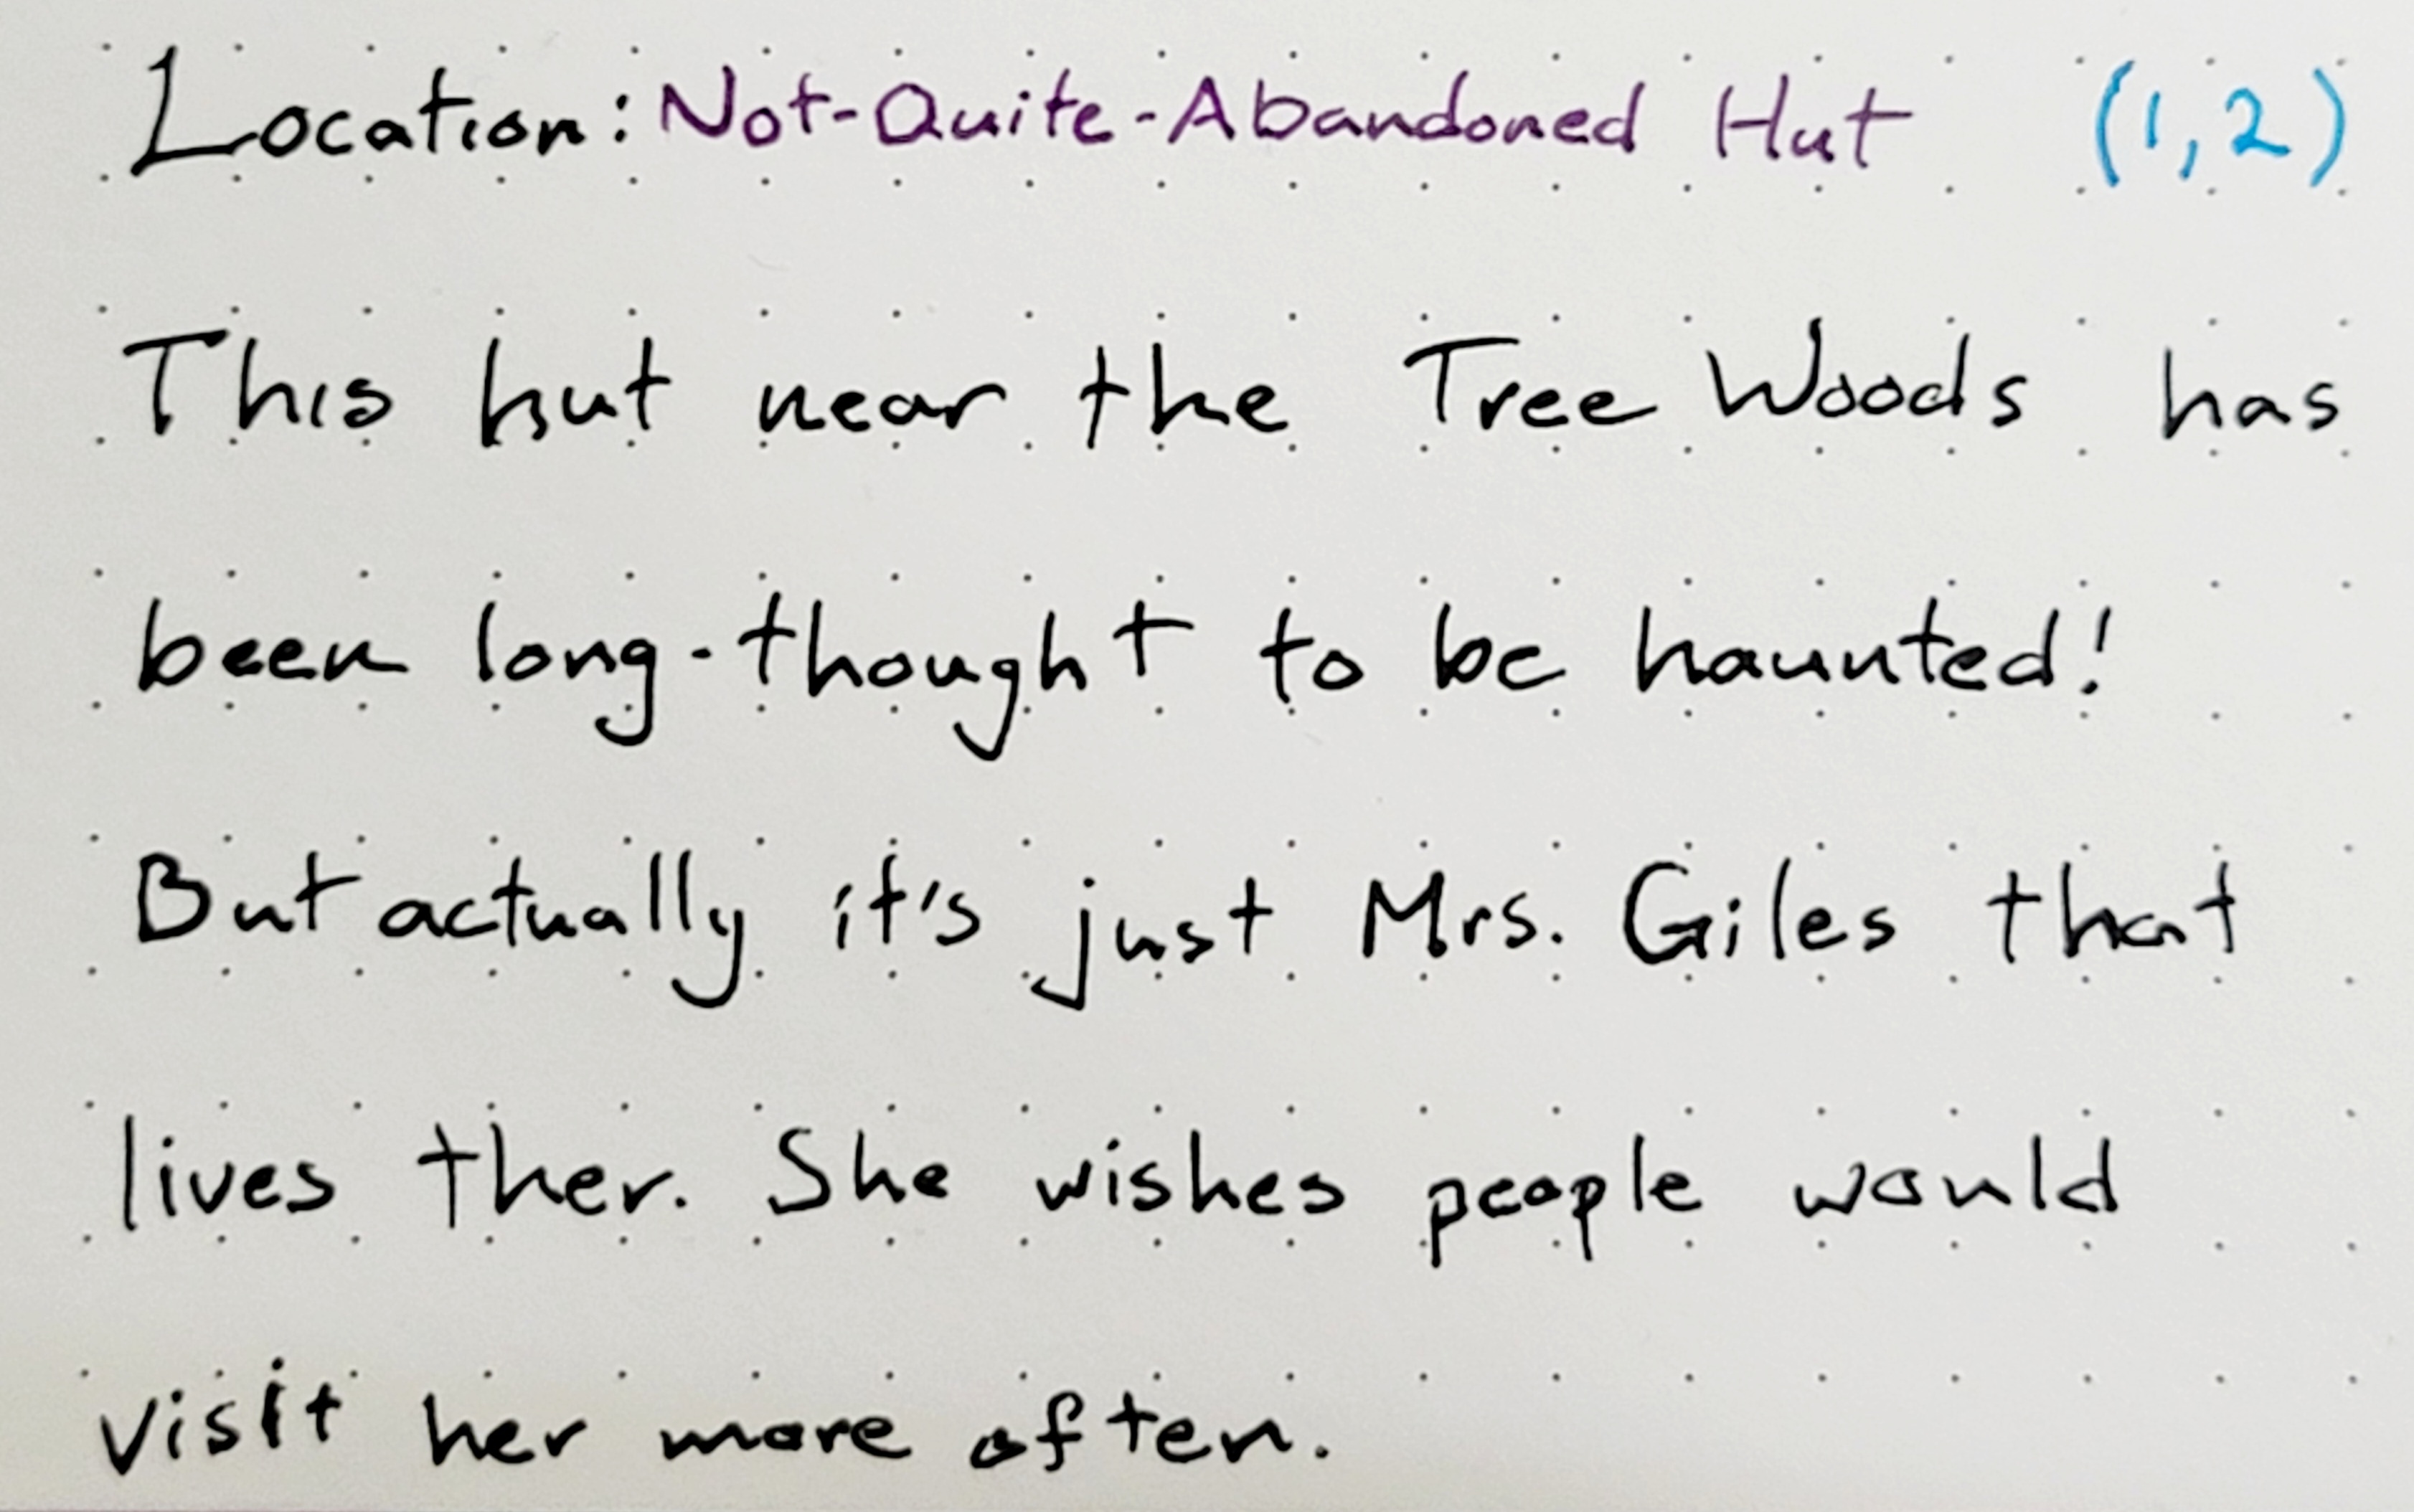 Location: Not-Quite-Abandoned Hut (1,2)
This hut near the Tree Woods has
been long-thought to be haunted!
But actually it's just Mrs. Giles that
lives ther. She wishes people would
visit her more often.